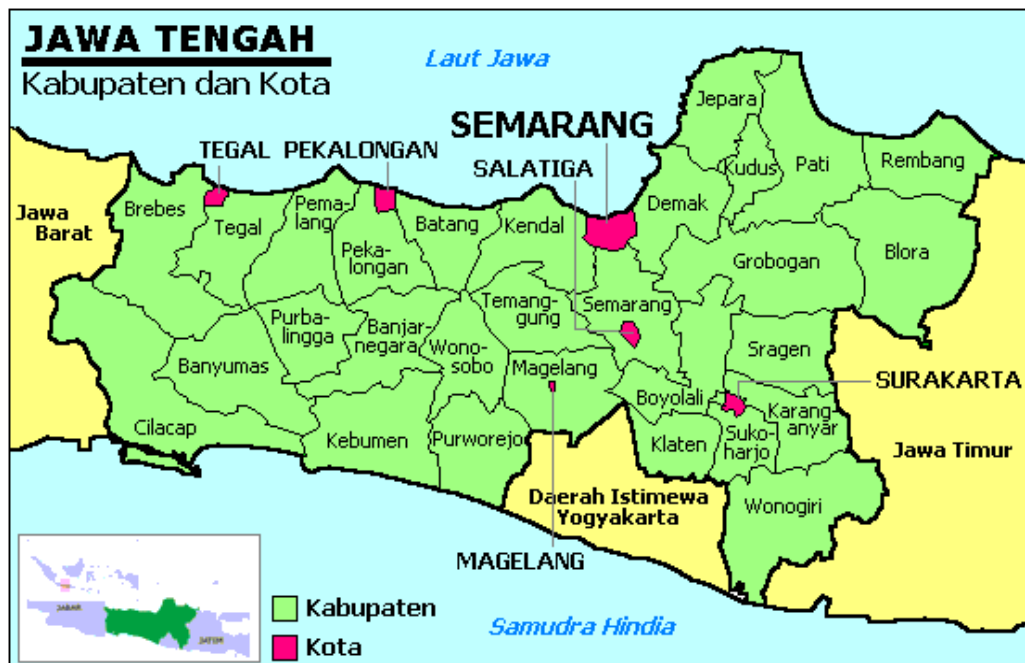 JAWA TENGAH
Kabupaten dan Kota
Laut Jawa
SEMARANG
TEGAL
PEKALONGAN
SALATIGA
Jepara
Kudus
Pati
Rembang
Jawa
Barat
Brebes
Tegal
Pema-
lang
Peka-
longan
Batang
Kendal
Demak
Grobogan
Blora
Purba-
lingga
Banjar-
negara
Wono-
sobo
Temang-
gung
Semarang
Banyumas
Magelang
Boyolali
Sragen
SURAKARTA
Karang-
anyar
Cilacap
Kebumen
Purworejo
Klaten
Suko-
harjo
Jawa Timur
Daerah Istimewa
Yogyakarta
Wonogiri
MAGELANG
JABAR
JATIM
Kabupaten
Kota
Samudra Hindia